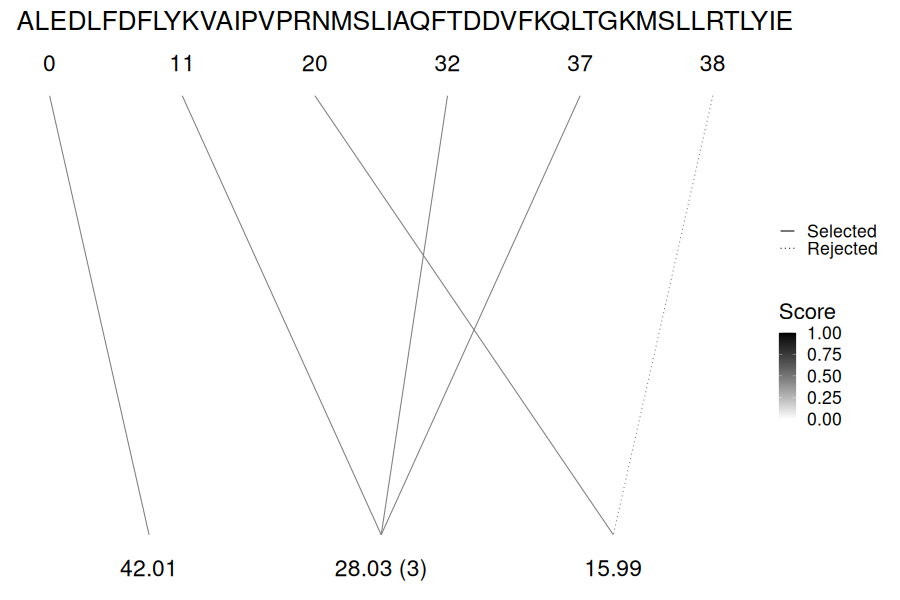 ALEDLFDFLYKVAIPVPRNMSLIAQFTDDVFKQLTGKMSLLRTLYIE
0 11 20 32 37 38
Selected
Rejected
Score
1.00
0.75
0.50
0.25
0.00
42.01 28.03 (3) 15.99